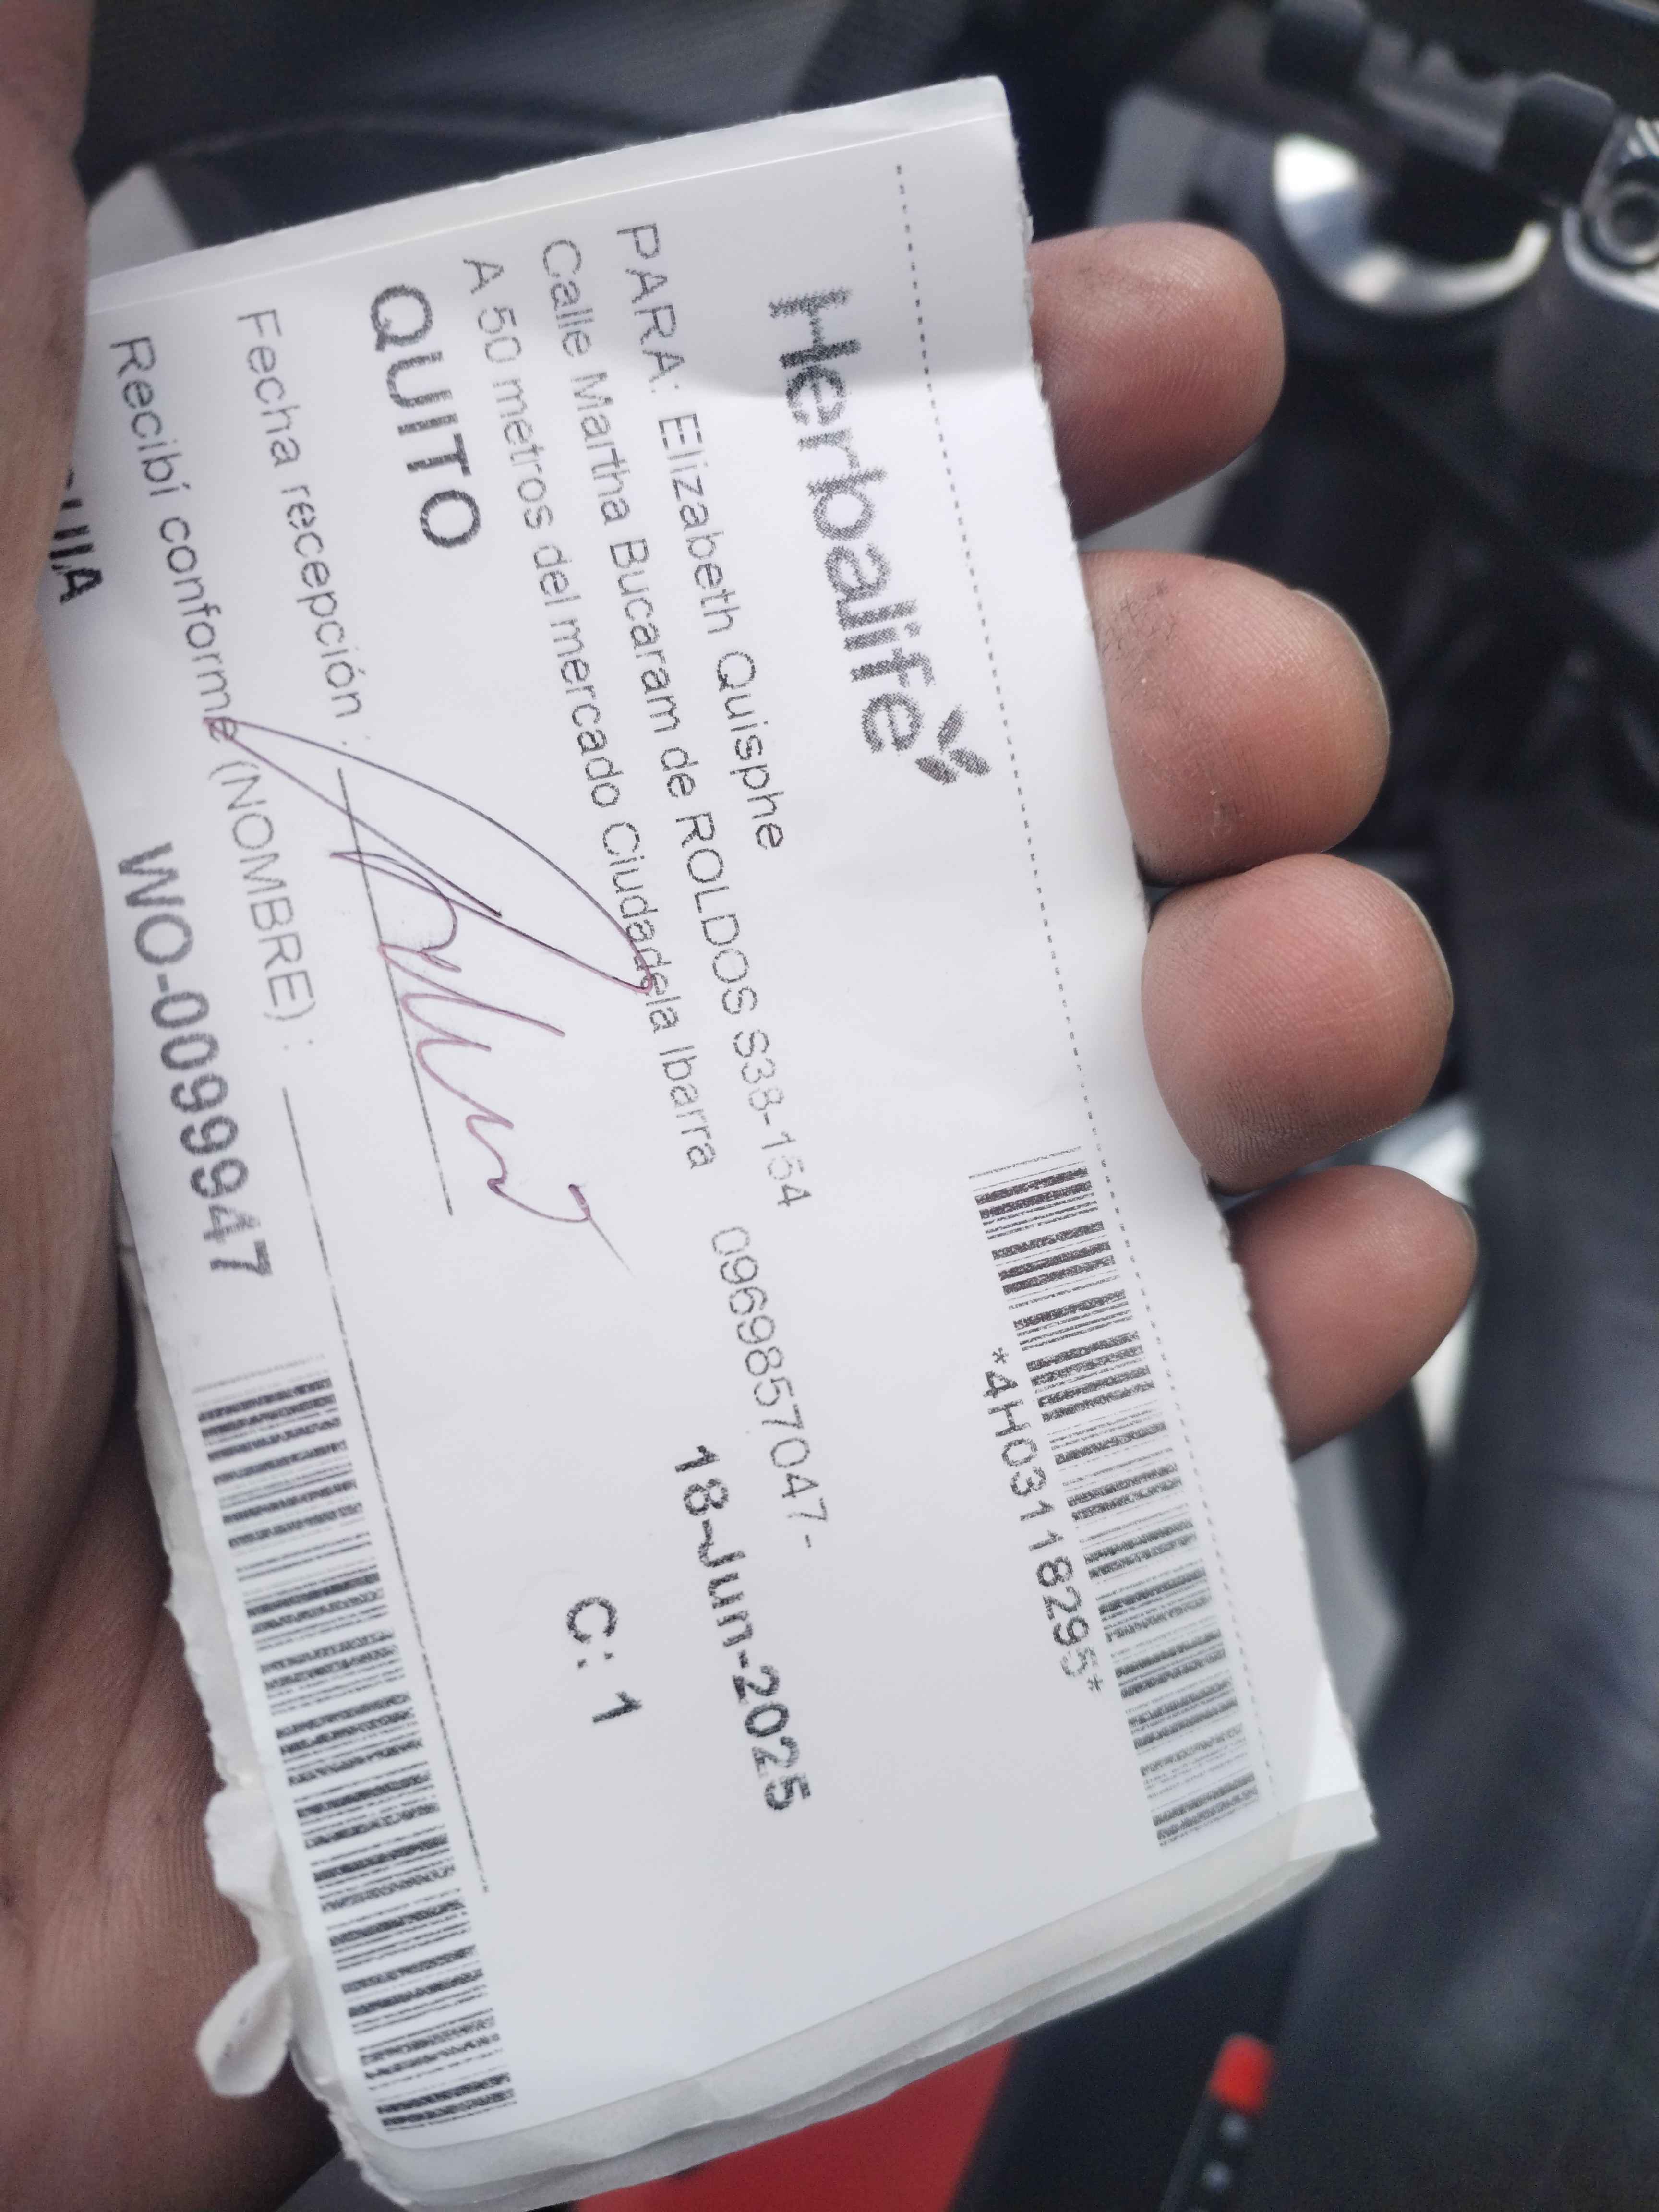 *4H03118295*
Herbalife
PARA: Elizabeth Quisphe
Calle Martha Bucaram de ROLDOS S38-154 0969857047-
A 50 metros del mercado Ciudadela Ibarra
18-Jun-2025
QUITO
C: 1
Fecha recepción :
Recibí conforme (NOMBRE) :
WO-0099947